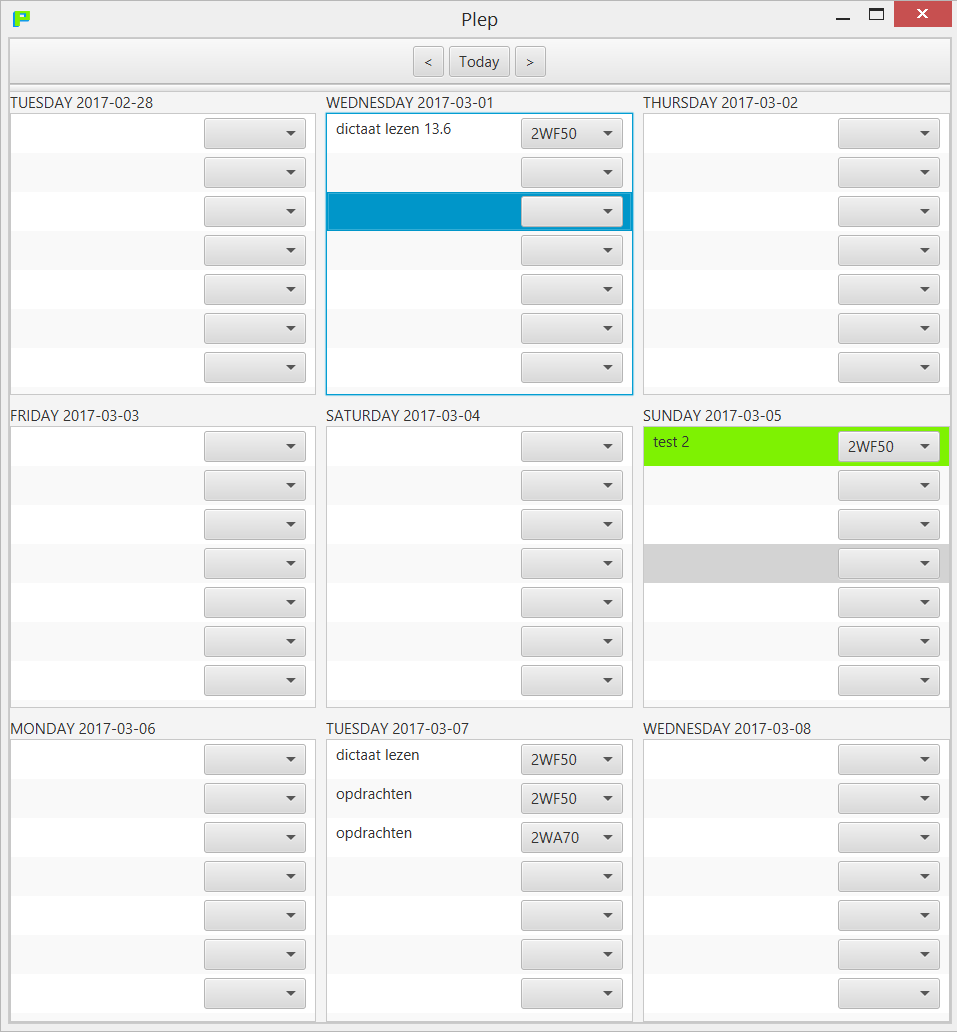 Plep
< Today >
TUESDAY 2017-02-28
WEDNESDAY 2017-03-01
THURSDAY 2017-03-02
dictaat lezen 13.6 2WF50
FRIDAY 2017-03-03
SATURDAY 2017-03-04
SUNDAY 2017-03-05
test 2 2WF50
MONDAY 2017-03-06
TUESDAY 2017-03-07
WEDNESDAY 2017-03-08
dictaat lezen 2WF50
opdrachten 2WF50
opdrachten 2WA70